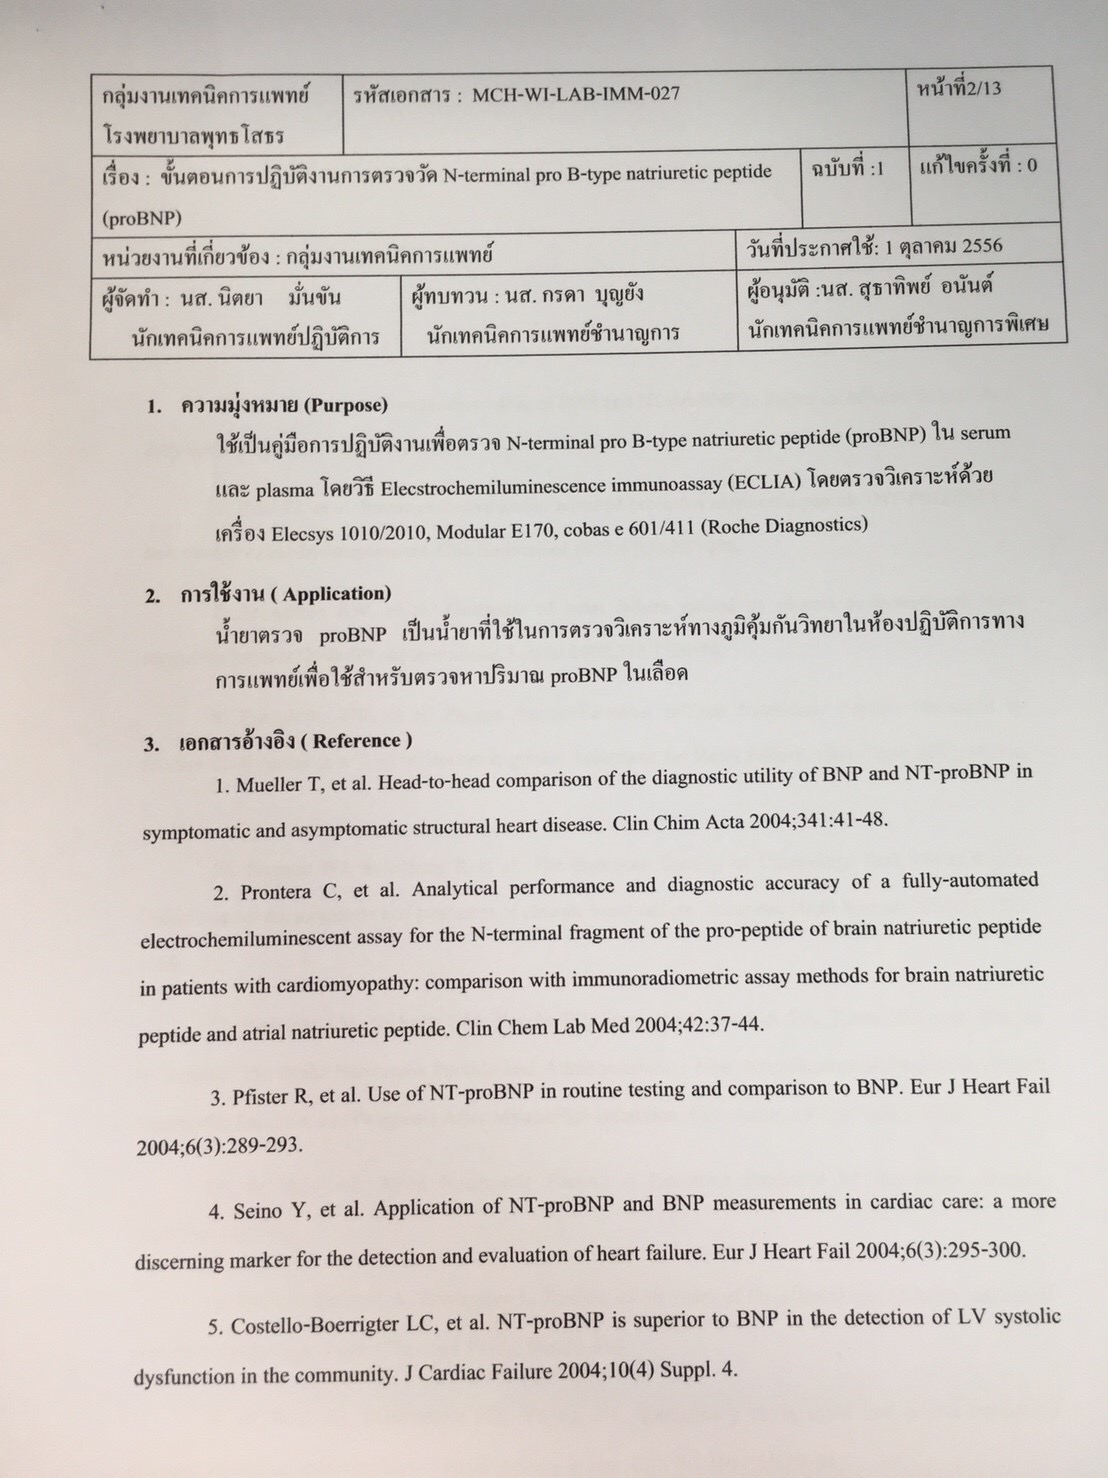 กลุ่มงานเทคนิคการแพทย์
โรงพยาบาลพุทธโสธร
รหัสเอกสาร : MCH-WI-LAB-IMM-027
หน้าที่2/13
เรื่อง : ขั้นตอนการปฏิบัติงานการตรวจวัด N-terminal pro B-type natriuretic peptide
(proBNP)
ฉบับที่ :1
แก้ไขครั้งที่ : 0
หน่วยงานที่เกี่ยวข้อง : กลุ่มงานเทคนิคการแพทย์
วันที่ประกาศใช้: 1 ตุลาคม 2556
ผู้จัดทำ : นส. นิตยา มั่นขัน
นักเทคนิคการแพทย์ปฏิบัติการ
ผู้ทบทวน : นส. กรดา บุญยัง
นักเทคนิคการแพทย์ชำนาญการ
ผู้อนุมัติ :นส. สุธาทิพย์ อนันต์
นักเทคนิคการแพทย์ชำนาญการพิเศษ
1. ความมุ่งหมาย (Purpose)
ใช้เป็นคู่มือการปฏิบัติงานเพื่อตรวจ N-terminal pro B-type natriuretic peptide (proBNP) ใน serum
และ plasma โดยวิธี Elecstrochemiluminescence immunoassay (ECLIA) โดยตรวจวิเคราะห์ด้วย
เครื่อง Elecsys 1010/2010, Modular E170, cobas e 601/411 (Roche Diagnostics)
2. การใช้งาน ( Application)
น้ำยาตรวจ proBNP เป็นน้ำยาที่ใช้ในการตรวจวิเคราะห์ทางภูมิคุ้มกันวิทยาในห้องปฏิบัติการทาง
การแพทย์เพื่อใช้สำหรับตรวจหาปริมาณ proBNP ในเลือด
3. เอกสารอ้างอิง ( Reference )
1. Mueller T, et al. Head-to-head comparison of the diagnostic utility of BNP and NT-proBNP in
symptomatic and asymptomatic structural heart disease. Clin Chim Acta 2004;341:41-48.
2. Prontera C, et al. Analytical performance and diagnostic accuracy of a fully-automated
electrochemiluminescent assay for the N-terminal fragment of the pro-peptide of brain natriuretic peptide
in patients with cardiomyopathy: comparison with immunoradiometric assay methods for brain natriuretic
peptide and atrial natriuretic peptide. Clin Chem Lab Med 2004;42:37-44.
3. Pfister R, et al. Use of NT-proBNP in routine testing and comparison to BNP. Eur J Heart Fail
2004;6(3):289-293.
4. Seino Y, et al. Application of NT-proBNP and BNP measurements in cardiac care: a more
discerning marker for the detection and evaluation of heart failure. Eur J Heart Fail 2004;6(3):295-300.
5. Costello-Boerrigter LC, et al. NT-proBNP is superior to BNP in the detection of LV systolic
dysfunction in the community. J Cardiac Failure 2004;10(4) Suppl. 4.